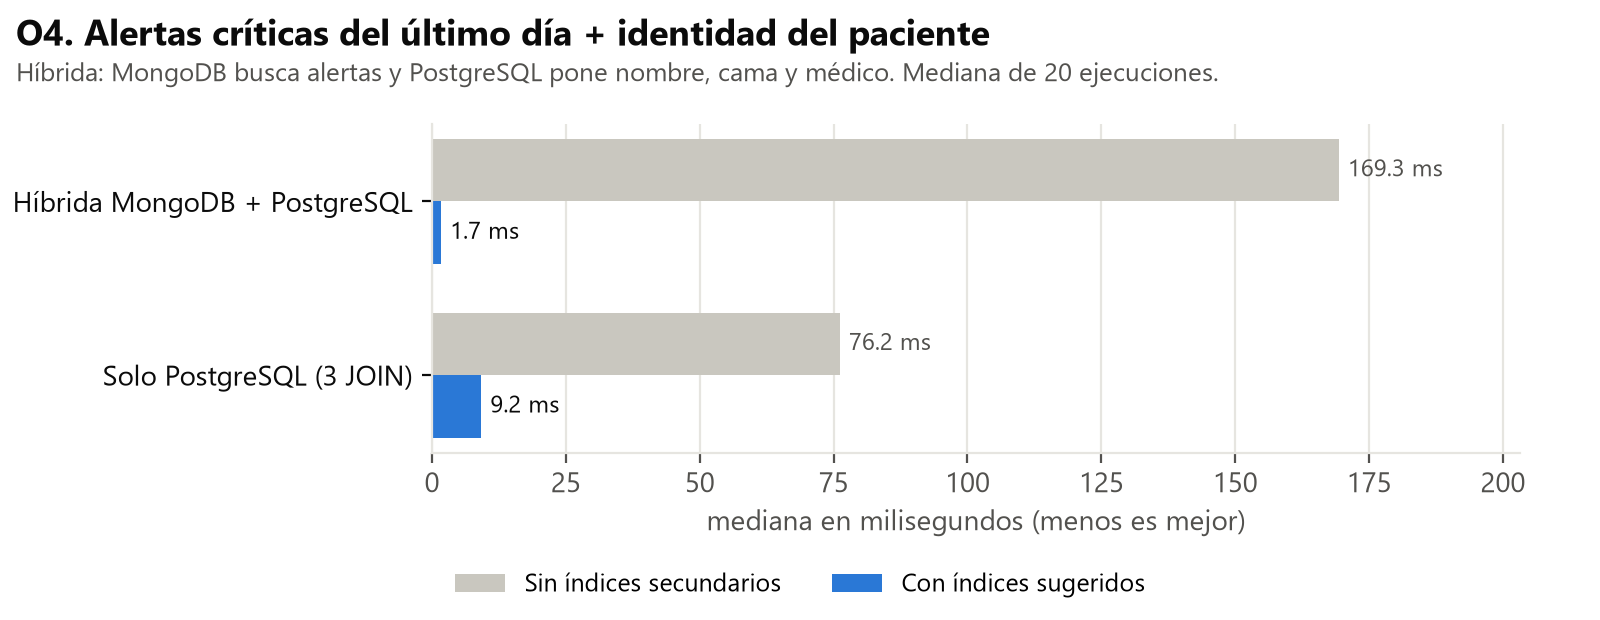 O4. Alertas críticas del último día + identidad del paciente
Híbrida: MongoDB busca alertas y PostgreSQL pone nombre, cama y médico. Mediana de 20 ejecuciones.
Híbrida MongoDB + PostgreSQL
169.3 ms
1.7 ms
Solo PostgreSQL (3 JOIN)
76.2 ms
9.2 ms
0 25 50 75 100 125 150 175 200
mediana en milisegundos (menos es mejor)
Sin índices secundarios Con índices sugeridos